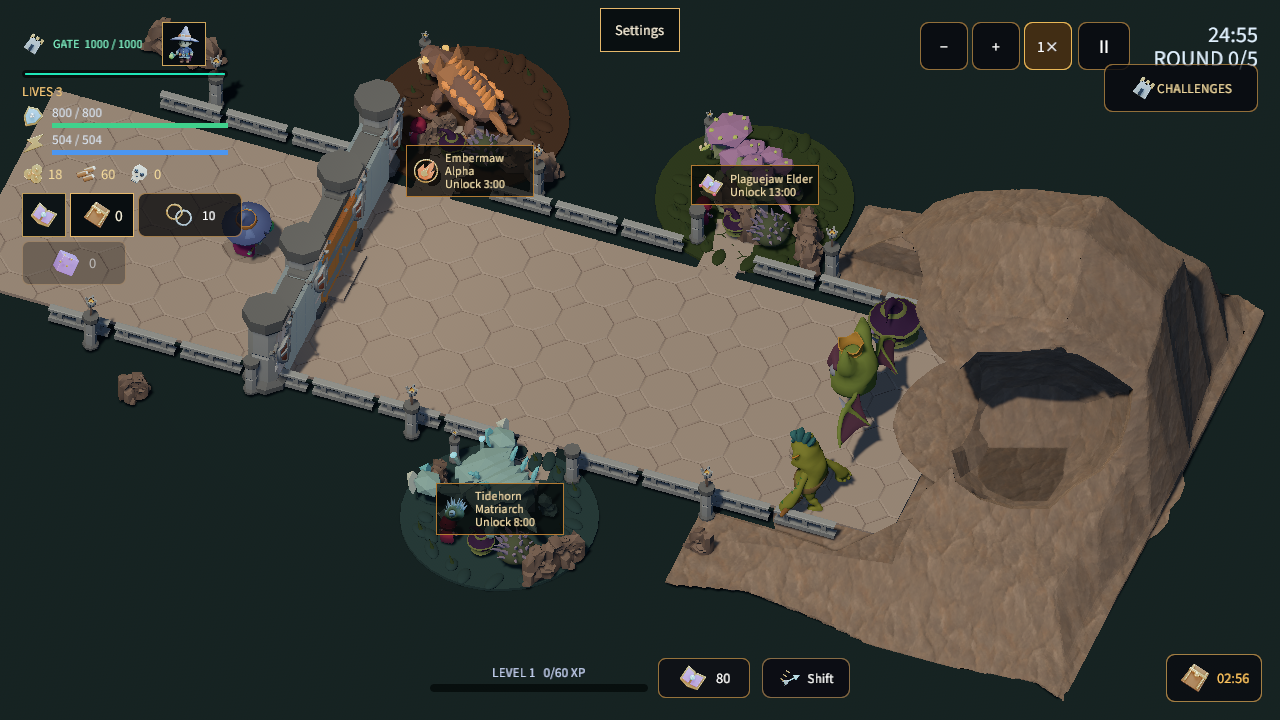 Settings
GATE 1000 / 1000
24:55
ROUND 0/5
1×
CHALLENGES
LIVES 3
800 / 800
504 / 504
18
60
0
0
10
0
Embermaw
Alpha
Unlock 3:00
Plaguejaw Elder
Unlock 13:00
Tidehorn
Matriarch
Unlock 8:00
LEVEL 1 0/60 XP
80
Shift
02:56